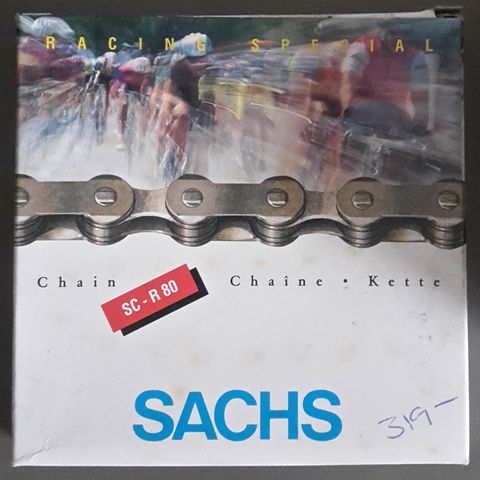 RACING SPECIAL
Chain Chaîne • Kette
SC-R 80
SACHS
319-